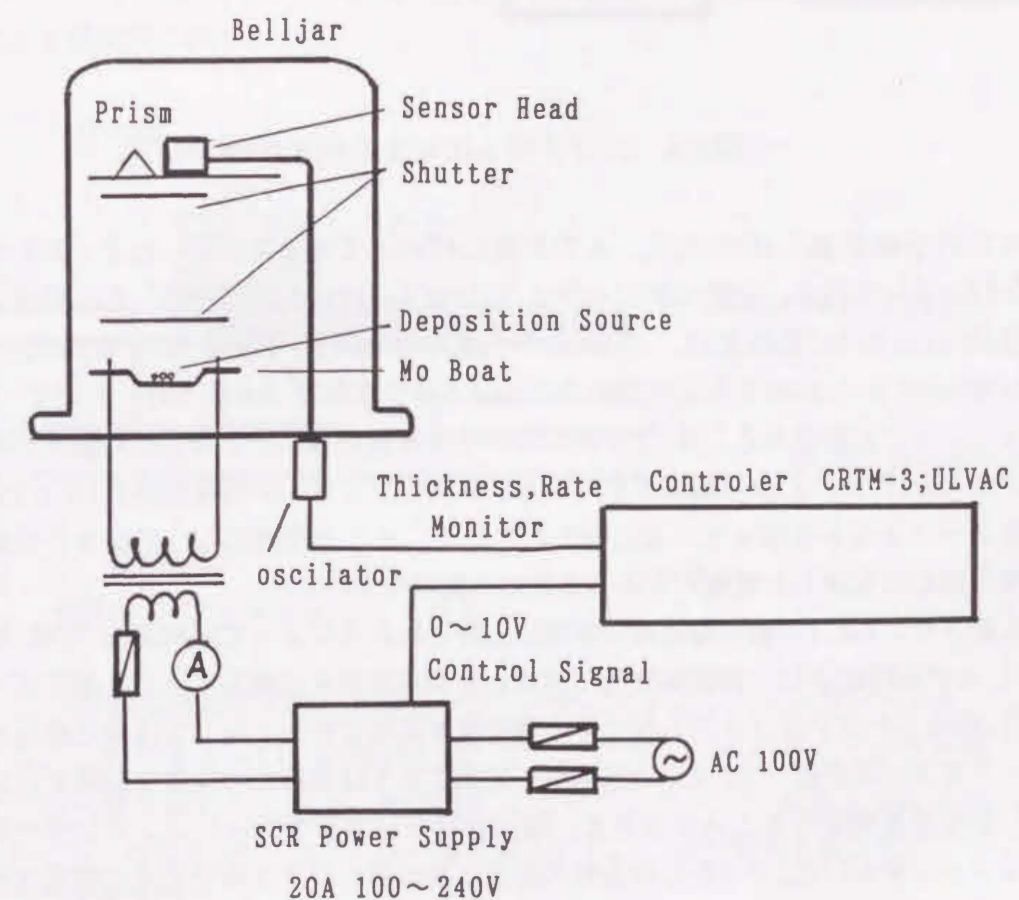 Belljar
Prism
Sensor Head
Shutter
Deposition Source
Mo Boat
Thickness,Rate
Monitor
Controler CRTM-3;ULVAC
oscilator
0～10V
Control Signal
A
AC 100V
SCR Power Supply
20A 100～240V